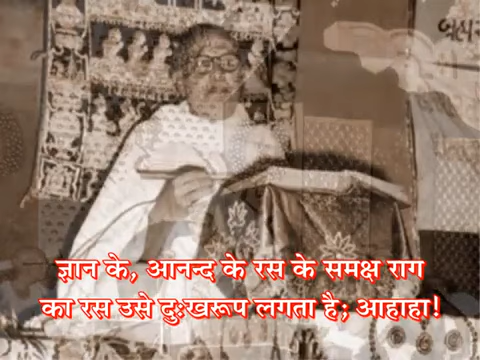 ज्ञान के, आनन्द के रस के समक्ष राग
का रस उसे दुःखरूप लगता है; आहाहा!